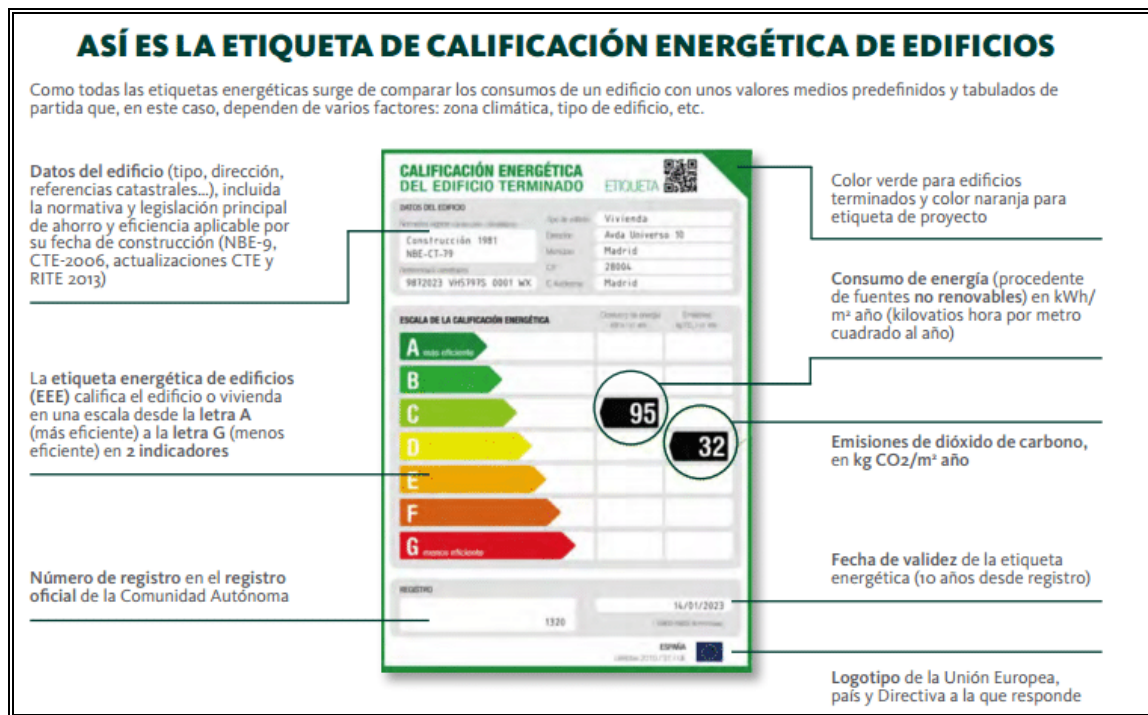 ASÍ ES LA ETIQUETA DE CALIFICACIÓN ENERGÉTICA DE EDIFICIOS
Como todas las etiquetas energéticas surge de comparar los consumos de un edificio con unos valores medios predefinidos y tabulados de
partida que, en este caso, dependen de varios factores: zona climática, tipo de edificio, etc.
Datos del edificio (tipo, dirección,
referencias catastrales...), incluida
la normativa y legislación principal
de ahorro y eficiencia aplicable por
su fecha de construcción (NBE-9,
CTE-2006, actualizaciones CTE y
RITE 2013)
La etiqueta energética de edificios
(EEE) califica el edificio o vivienda
en una escala desde la letra A
(más eficiente) a la letra G (menos
eficiente) en 2 indicadores
Número de registro en el registro
oficial de la Comunidad Autónoma
CALIFICACIÓN ENERGÉTICA
DEL EDIFICIO TERMINADO ETIQUETA
DATOS DEL EDIFICIO
Construcción 1981
NBE-CT-79
9872023 VH5797S 0001 WX
Tipo de edificio Vivienda
Dirección Avda Universo 10
Municipio Madrid
C.P. 28004
C. Autónoma Madrid
ESCALA DE LA CALIFICACIÓN ENERGÉTICA
A más eficiente
B
C 95
D 32
E
F
G menos eficiente
REGISTRO
1320
14/01/2023
ESPAÑA
Color verde para edificios
terminados y color naranja para
etiqueta de proyecto
Consumo de energía (procedente
de fuentes no renovables) en kWh/
m² año (kilovatios hora por metro
cuadrado al año)
Emisiones de dióxido de carbono,
en kg CO2/m² año
Fecha de validez de la etiqueta
energética (10 años desde registro)
Logotipo de la Unión Europea,
país y Directiva a la que responde